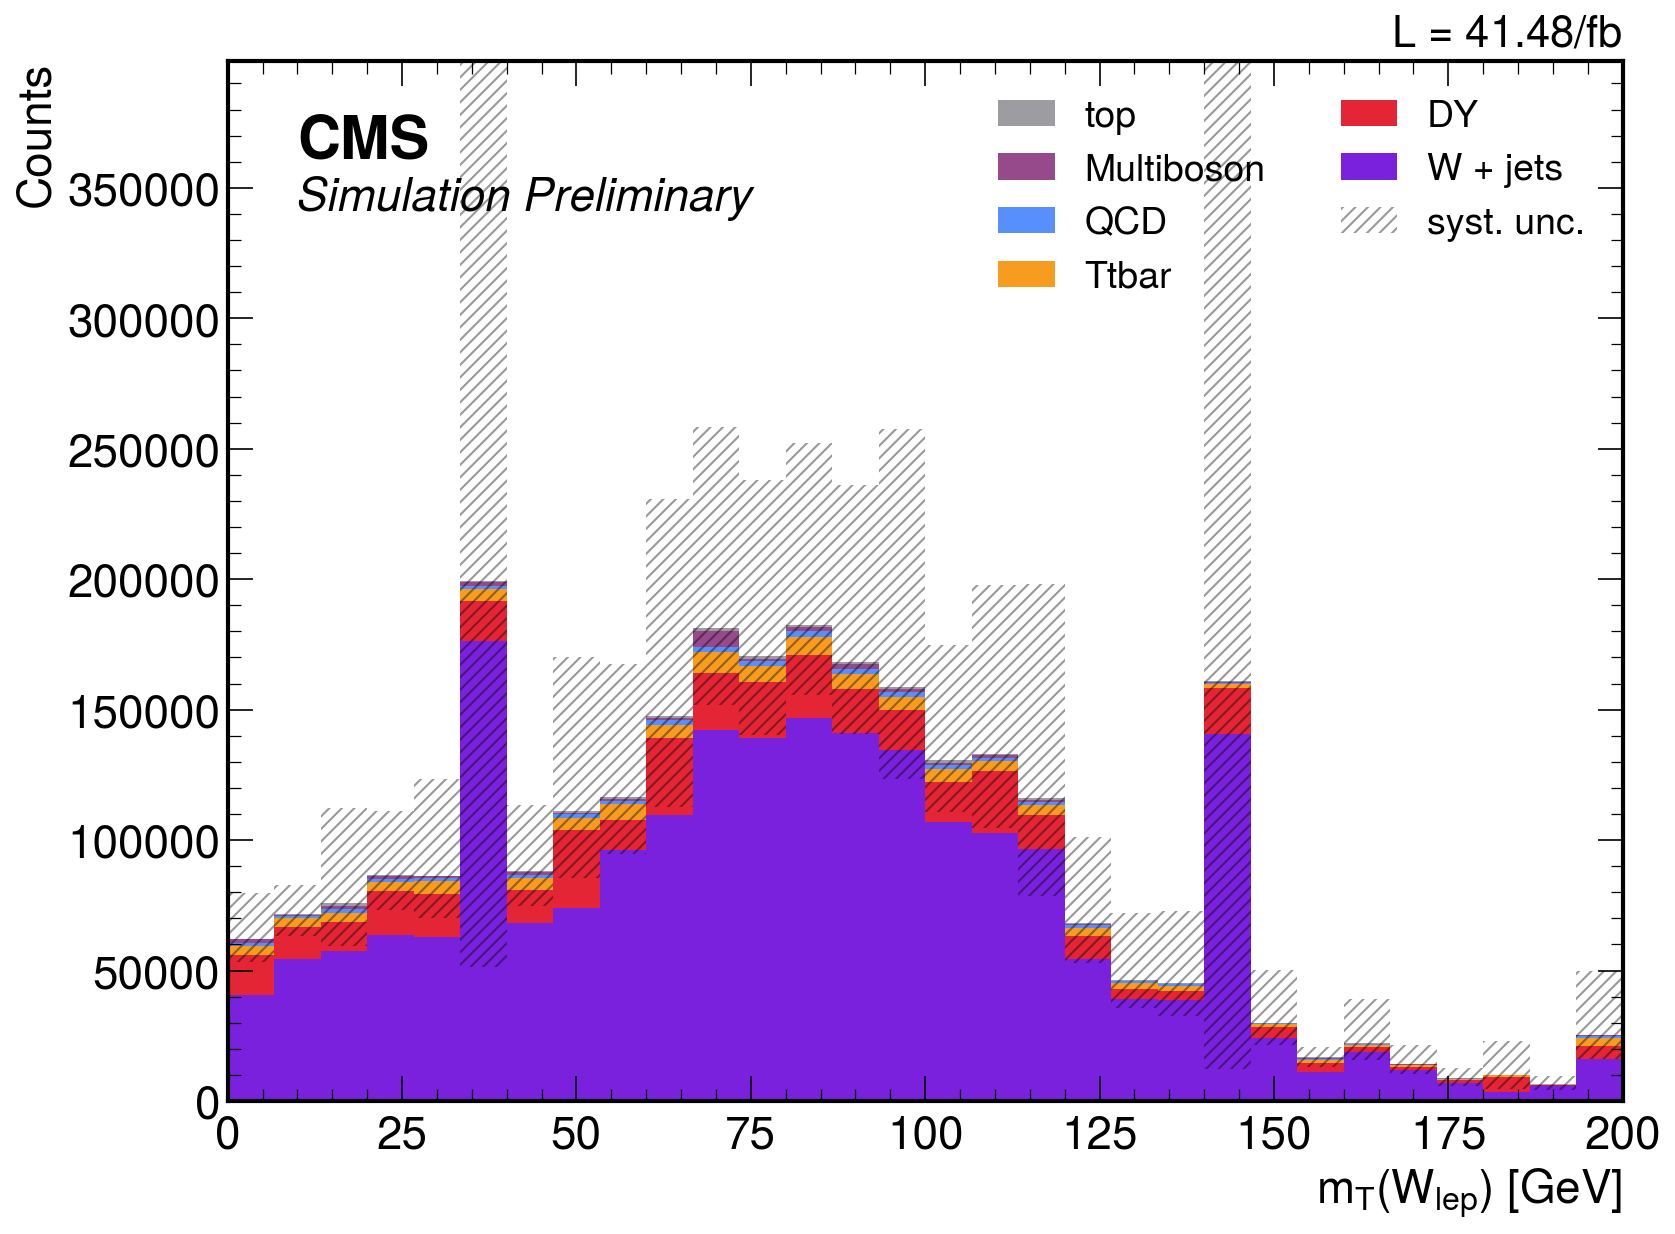 L = 41.48/fb
Counts
CMS
Simulation Preliminary
top
Multiboson
QCD
Ttbar
DY
W + jets
syst. unc.
350000
300000
250000
200000
150000
100000
50000
0
0 25 50 75 100 125 150 175 200
m_T(W_lep) [GeV]